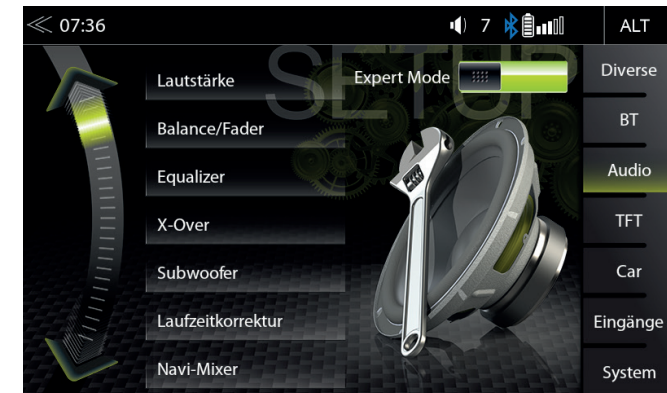 07:36
7
ALT
SETUP
Lautstärke
Expert Mode
Balance/Fader
Equalizer
X-Over
Subwoofer
Laufzeitkorrektur
Navi-Mixer
Diverse
BT
Audio
TFT
Car
Eingänge
System